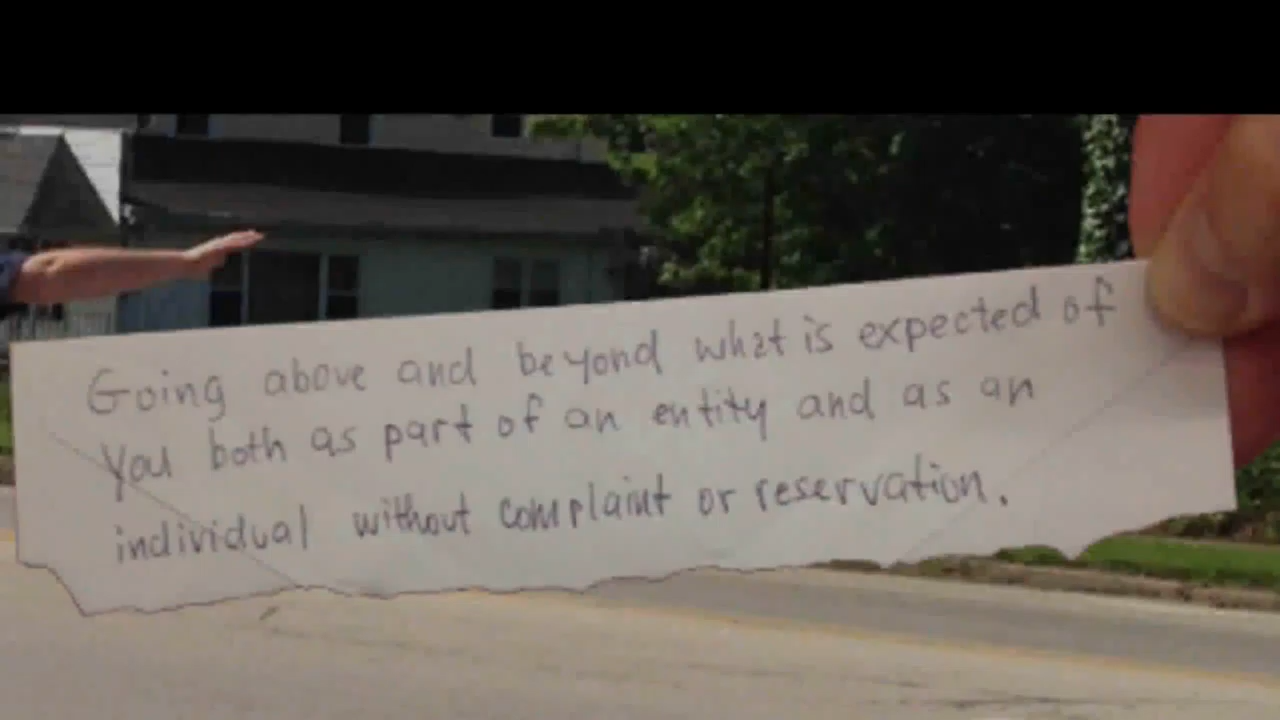 Going above and beyond what is expected of
You both as part of an entity and as an
individual without complaint or reservation.